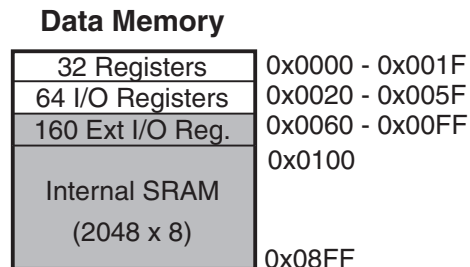 Data Memory
32 Registers 0x0000 - 0x001F
64 I/O Registers 0x0020 - 0x005F
160 Ext I/O Reg. 0x0060 - 0x00FF
0x0100
Internal SRAM
(2048 x 8)
0x08FF